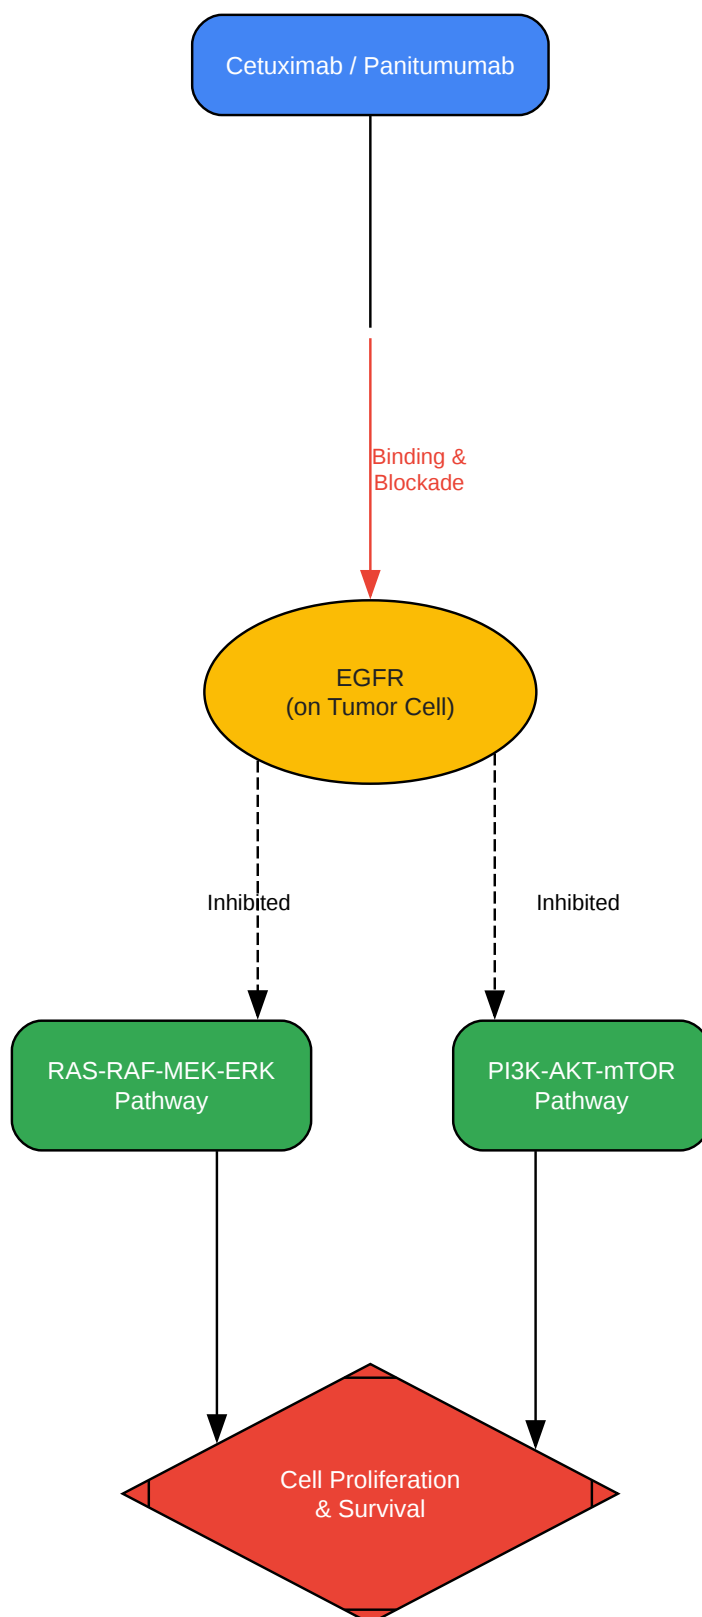 Cetuximab / Panitumumab
Binding &
Blockade
EGFR
(on Tumor Cell)
Inhibited
Inhibited
RAS-RAF-MEK-ERK
Pathway
PI3K-AKT-mTOR
Pathway
Cell Proliferation
& Survival